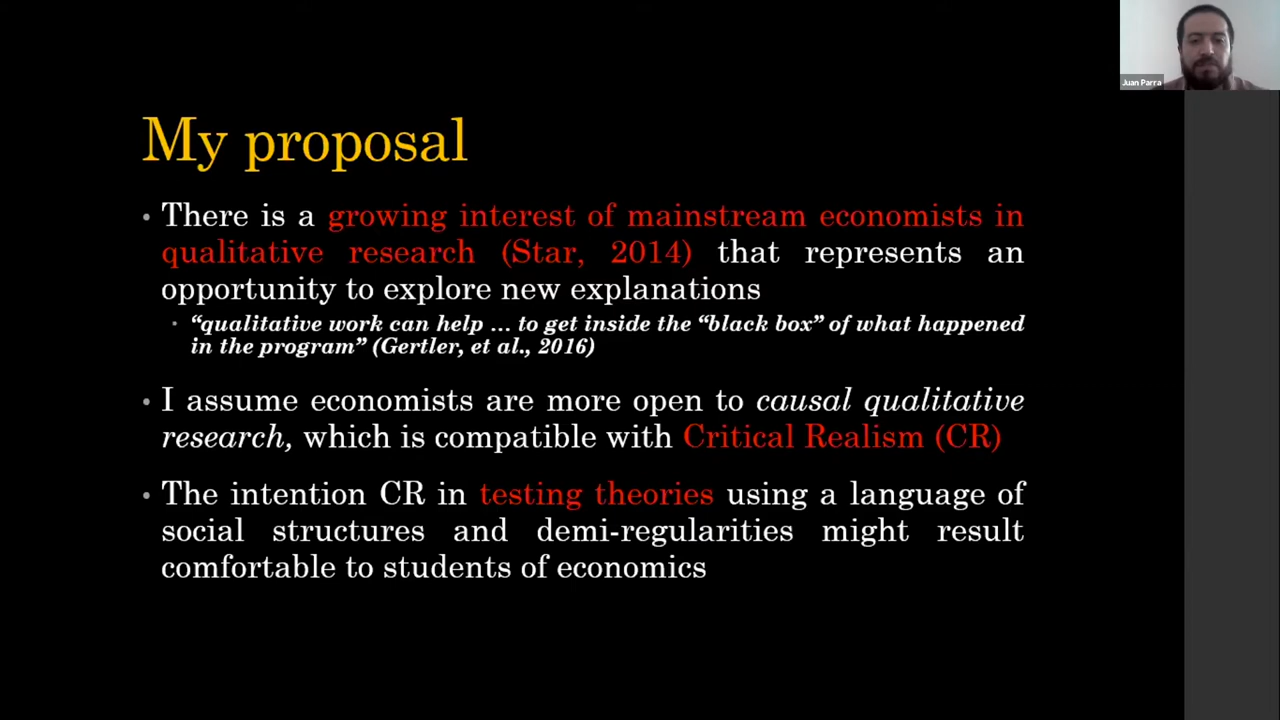 Juan Parra
My proposal
• There is a growing interest of mainstream economists in
qualitative research (Star, 2014) that represents an
opportunity to explore new explanations
• “qualitative work can help … to get inside the “black box” of what happened
in the program” (Gertler, et al., 2016)
• I assume economists are more open to causal qualitative
research, which is compatible with Critical Realism (CR)
• The intention CR in testing theories using a language of
social structures and demi-regularities might result
comfortable to students of economics